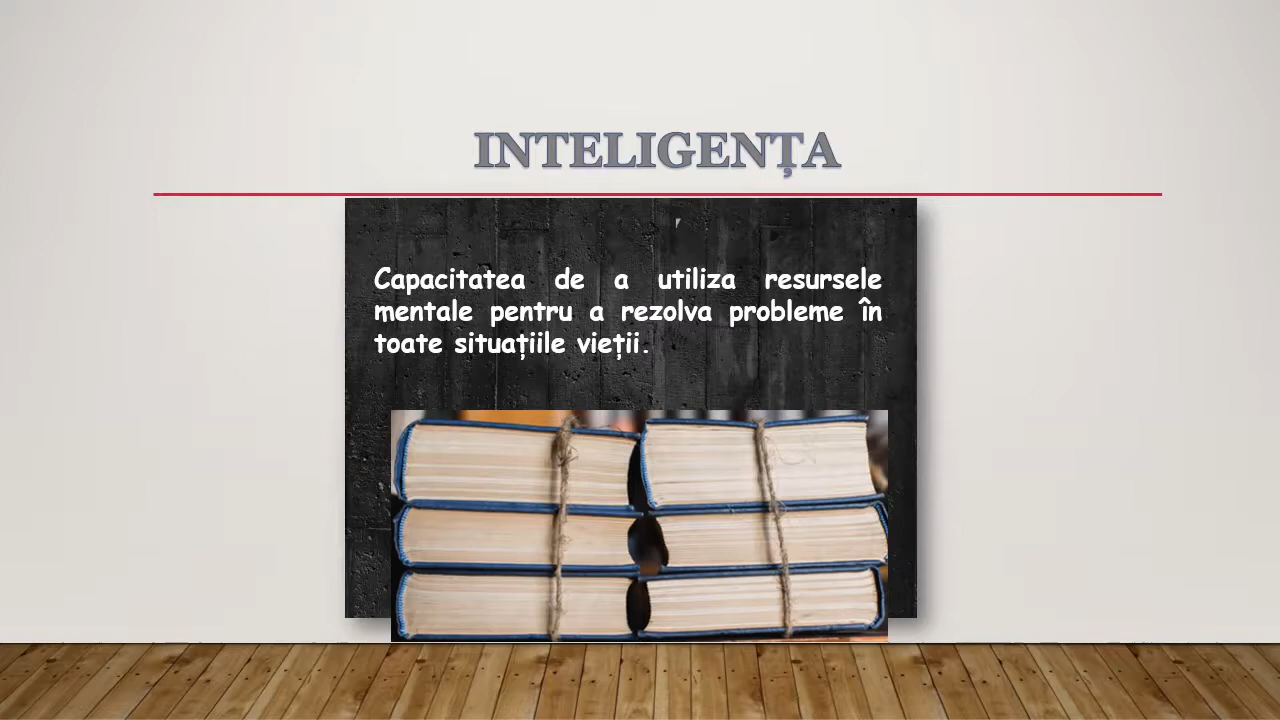 INTELIGENȚA
Capacitatea de a utiliza resursele
mentale pentru a rezolva probleme în
toate situațiile vieții.